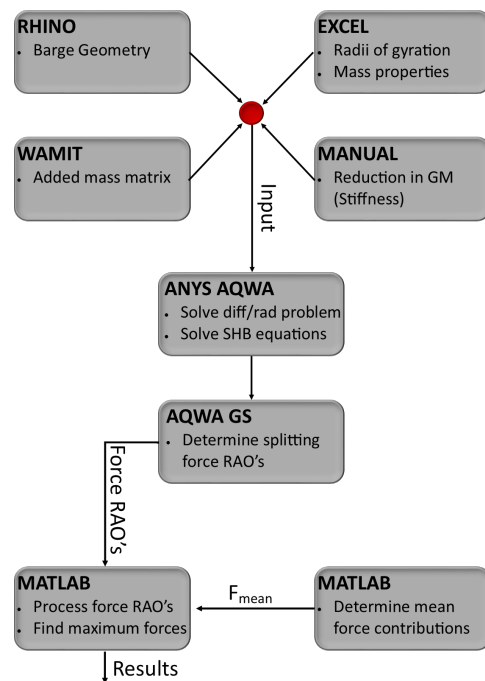 RHINO
• Barge Geometry
EXCEL
• Radii of gyration
• Mass properties
WAMIT
• Added mass matrix
MANUAL
• Reduction in GM
(Stiffness)
Input
ANYS AQWA
• Solve diff/rad problem
• Solve SHB equations
AQWA GS
• Determine splitting
force RAO's
Force RAO's
MATLAB
• Process force RAO's
• Find maximum forces
Fmean
MATLAB
• Determine mean
force contributions
Results